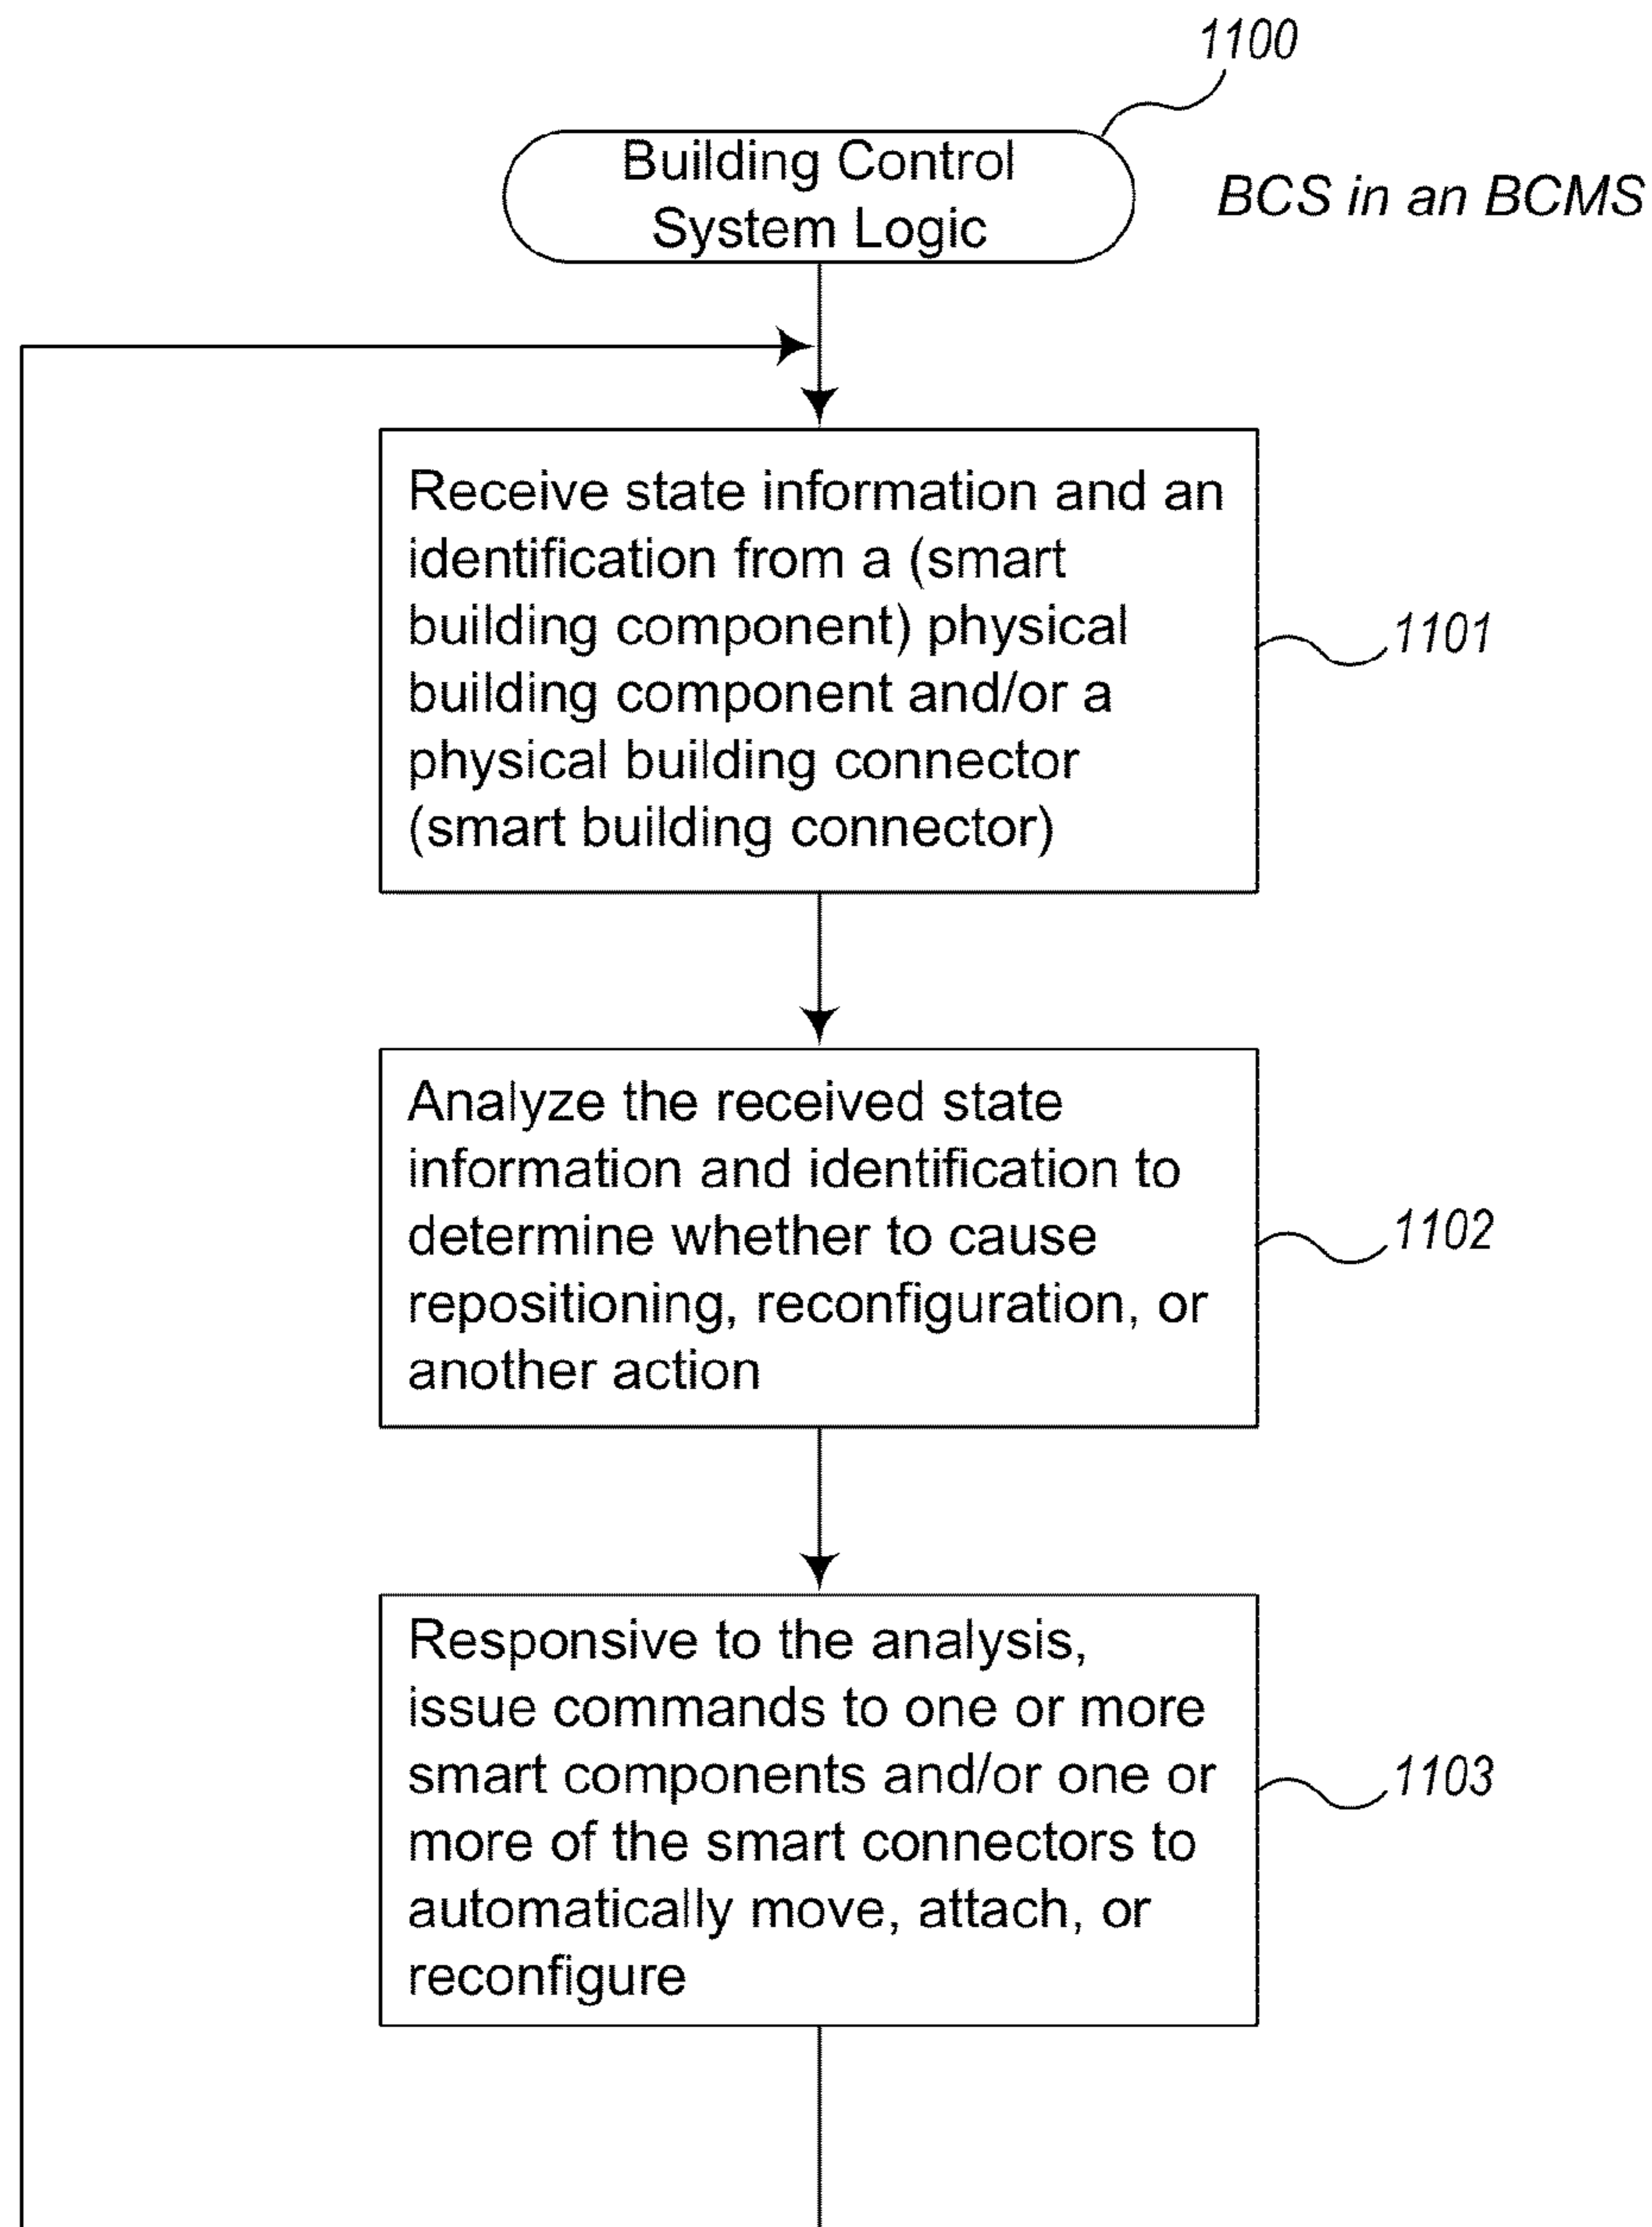 1100
Building Control
System Logic
BCS in an BCMS
Receive state information and an
identification from a (smart
building component) physical
building component and/or a
physical building connector
(smart building connector)
1101
Analyze the received state
information and identification to
determine whether to cause
repositioning, reconfiguration, or
another action
1102
Responsive to the analysis,
issue commands to one or more
smart components and/or one or
more of the smart connectors to
automatically move, attach, or
reconfigure
1103